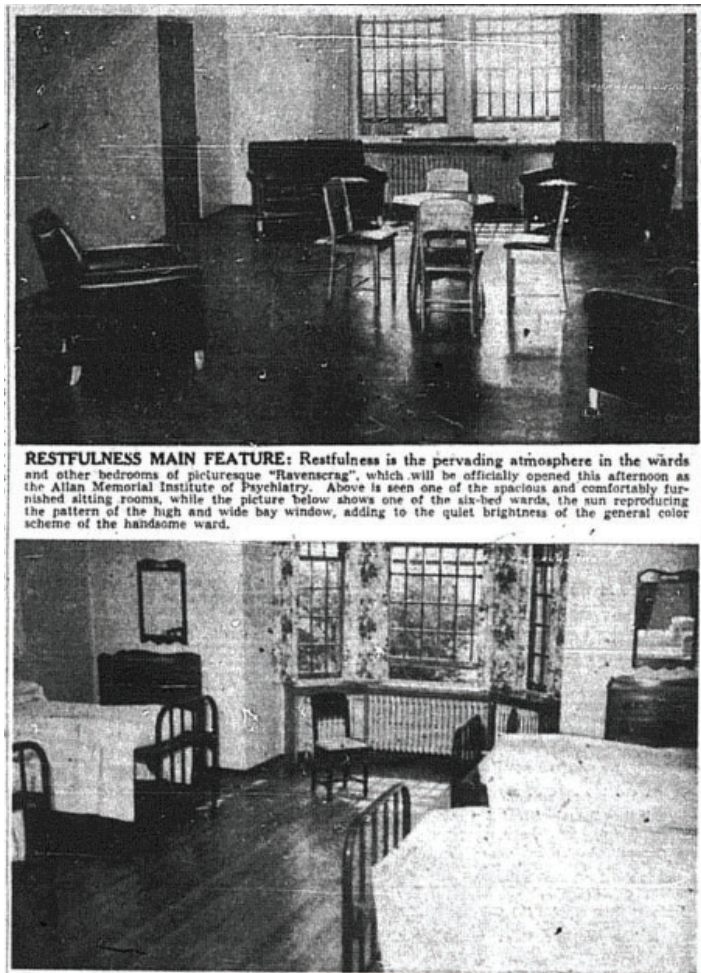 RESTFULNESS MAIN FEATURE: Restfulness is the pervading atmosphere in the wards
and other bedrooms of picturesque "Ravenscrag", which will be officially opened this afternoon as
the Allan Memorial Institute of Psychiatry. Above is seen one of the spacious and comfortably fur-
nished sitting rooms, while the picture below shows one of the six-bed wards, the sun reproducing
the pattern of the high and wide bay window, adding to the quiet brightness of the general color
scheme of the handsome ward.